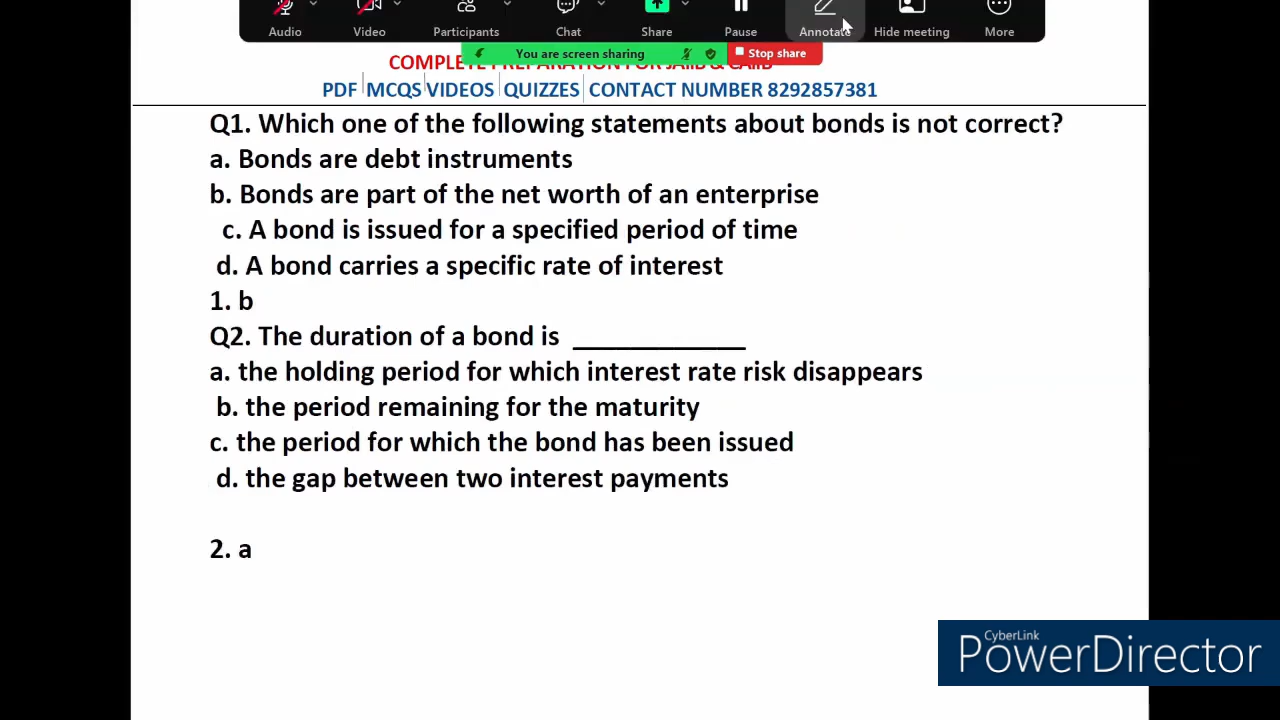 Audio
Video
Participants
Chat
Share
Pause
Annotate
Hide meeting
More
You are screen sharing
Stop share
COMPLETE PREPARATION FOR JAIIB & CAIIB
PDF MCQS VIDEOS QUIZZES CONTACT NUMBER 8292857381
Q1. Which one of the following statements about bonds is not correct?
a. Bonds are debt instruments
b. Bonds are part of the net worth of an enterprise
c. A bond is issued for a specified period of time
d. A bond carries a specific rate of interest
1. b
Q2. The duration of a bond is ____________
a. the holding period for which interest rate risk disappears
b. the period remaining for the maturity
c. the period for which the bond has been issued
d. the gap between two interest payments
2. a
CyberLink
PowerDirector